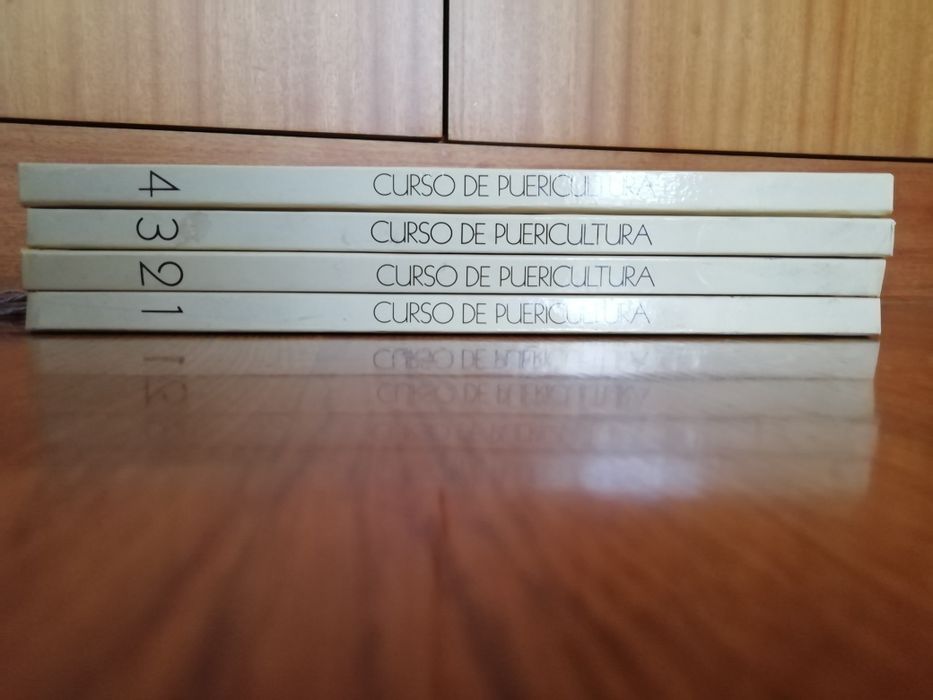 4 CURSO DE PUERICULTURA
3 CURSO DE PUERICULTURA
2 CURSO DE PUERICULTURA
1 CURSO DE PUERICULTURA